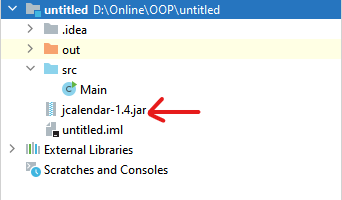 untitled D:\Online\OOP\untitled
.idea
out
src
Main
jcalendar-1.4.jar
untitled.iml
External Libraries
Scratches and Consoles